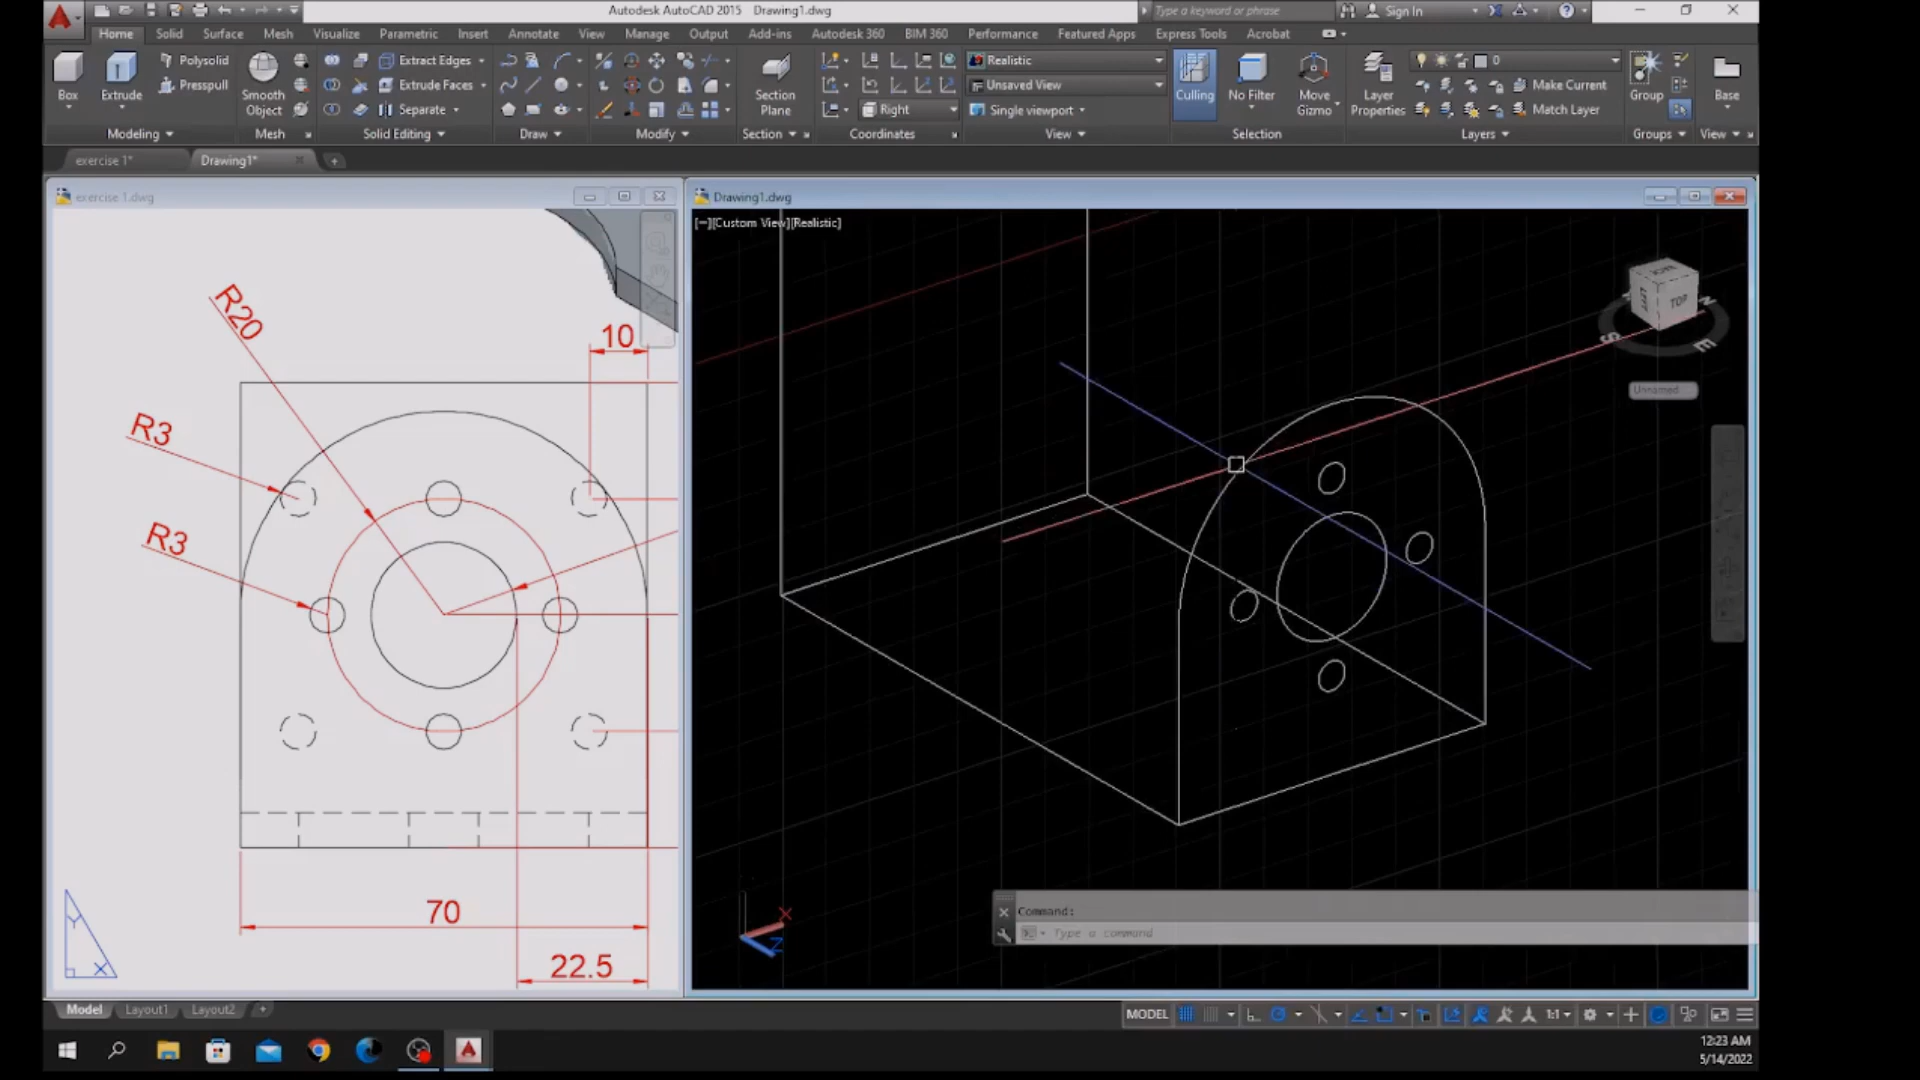 Autodesk AutoCAD 2015 Drawing1.dwg
Type a keyword or phrase
Sign In
Home Solid Surface Mesh Visualize Parametric Insert Annotate View Manage Output Add-ins Autodesk 360 BIM 360 Performance Featured Apps Express Tools Acrobat
Polysolid
Presspull
Box
Extrude
Smooth
Object
Extract Edges
Extrude Faces
Separate
Section
Plane
Right
Realistic
Unsaved View
Single viewport
Culling
No Filter
Move
Gizmo
Layer
Properties
0
Make Current
Match Layer
Group
Base
Modeling
Mesh
Solid Editing
Draw
Modify
Section
Coordinates
View
Selection
Layers
Groups
View
exercise 1*
Drawing1*
exercise 1.dwg
Drawing1.dwg
[−][Custom View][Realistic]
R20
10
R3
R3
70
22.5
Y
X
TOP
LEFT
N
S
E
Unnamed
X
Z
Command:
Type a command
Model Layout1 Layout2
MODEL
1:1
12:23 AM
5/14/2022